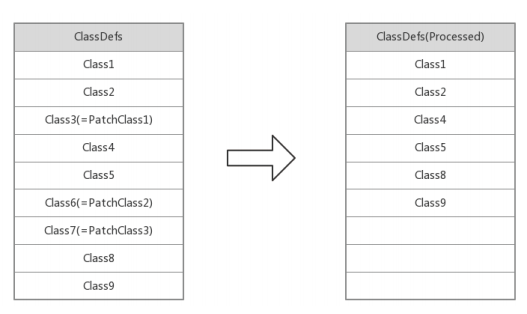 ClassDefs
Class1
Class2
Class3(=PatchClass1)
Class4
Class5
Class6(=PatchClass2)
Class7(=PatchClass3)
Class8
Class9
ClassDefs(Processed)
Class1
Class2
Class4
Class5
Class8
Class9